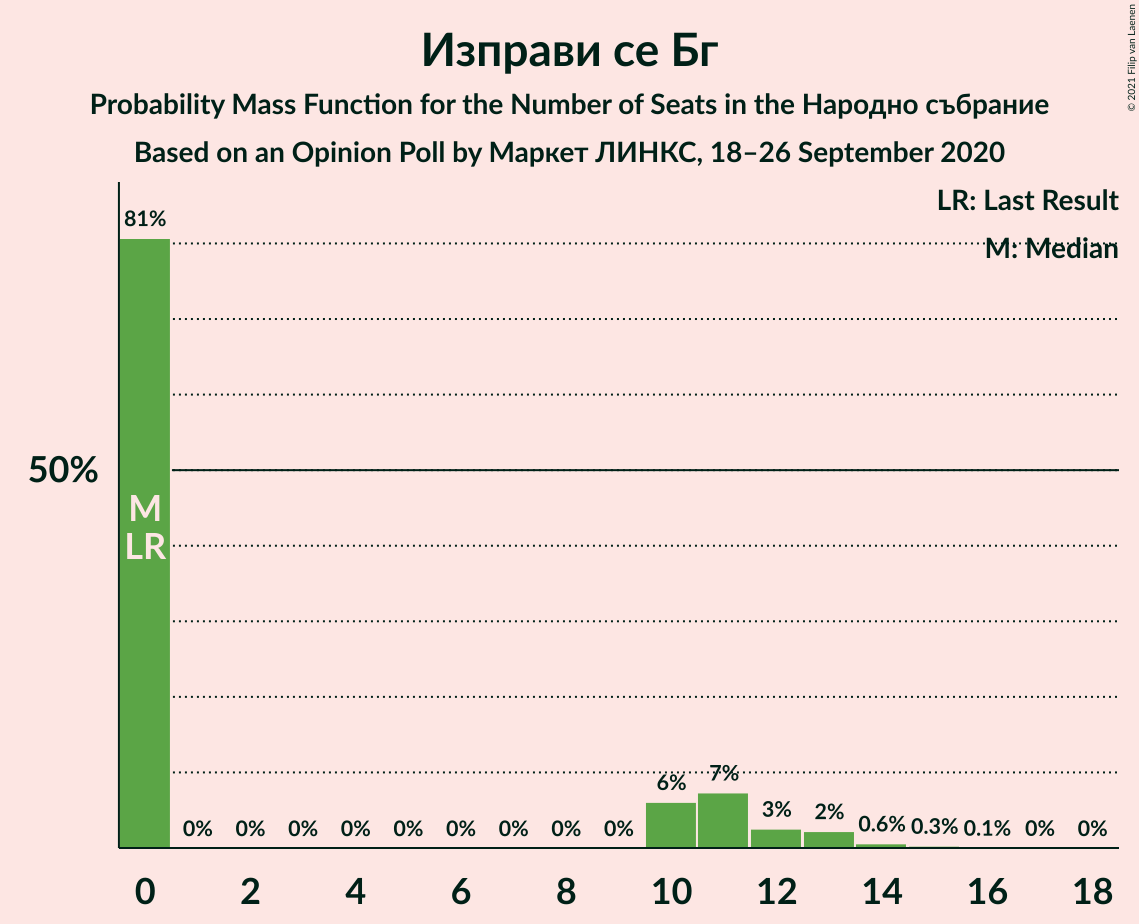 Изправи се Бг
Probability Mass Function for the Number of Seats in the Народно събрание
Based on an Opinion Poll by Маркет ЛИНКС, 18–26 September 2020
© 2021 Filip van Laenen
LR: Last Result
M: Median
50%
81%
M
LR
0% 0% 0% 0% 0% 0% 0% 0% 0% 6% 7% 3% 2% 0.6% 0.3% 0.1% 0% 0%
0 2 4 6 8 10 12 14 16 18